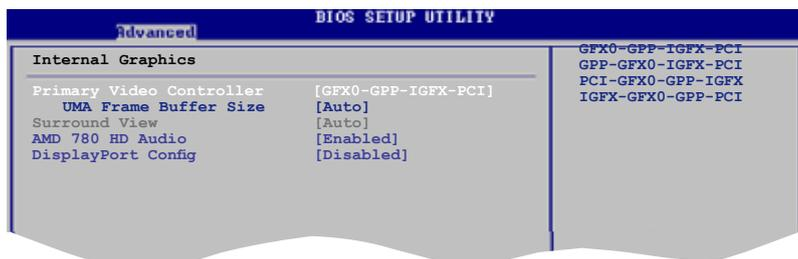 BIOS SETUP UTILITY
Advanced
Internal Graphics
Primary Video Controller [GFX0-GPP-IGFX-PCI]
UMA Frame Buffer Size [Auto]
Surround View [Auto]
AMD 780 HD Audio [Enabled]
DisplayPort Config [Disabled]
GFX0-GPP-IGFX-PCI
GPP-GFX0-IGFX-PCI
PCI-GFX0-GPP-IGFX
IGFX-GFX0-GPP-PCI